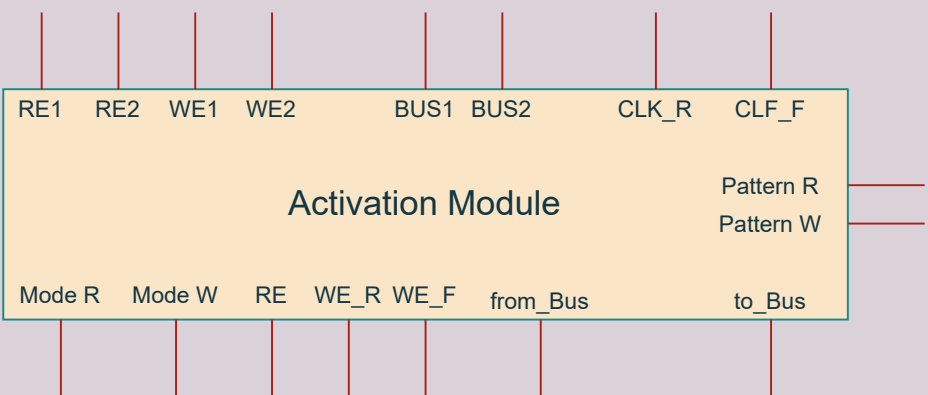 RE1 RE2 WE1 WE2 BUS1 BUS2 CLK_R CLF_F
Pattern R
Activation Module
Pattern W
Mode R Mode W RE WE_R WE_F from_Bus to_Bus